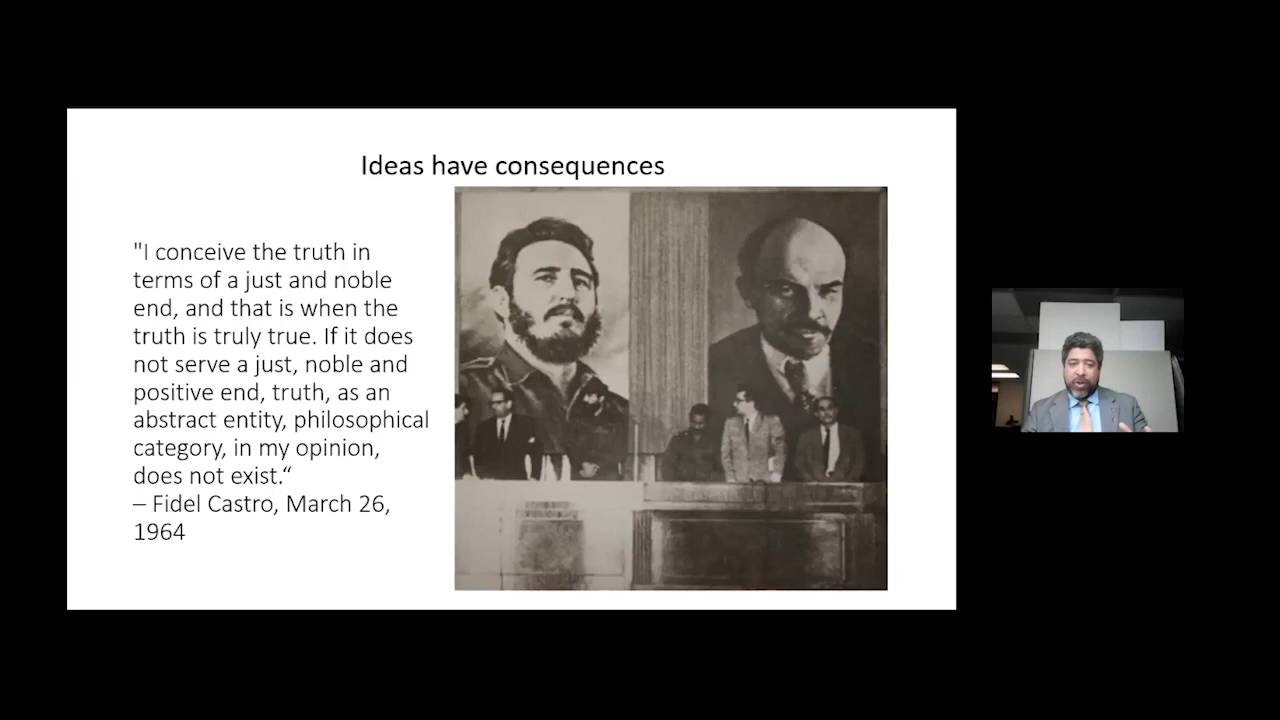 Ideas have consequences
"I conceive the truth in
terms of a just and noble
end, and that is when the
truth is truly true. If it does
not serve a just, noble and
positive end, truth, as an
abstract entity, philosophical
category, in my opinion,
does not exist.“
– Fidel Castro, March 26,
1964